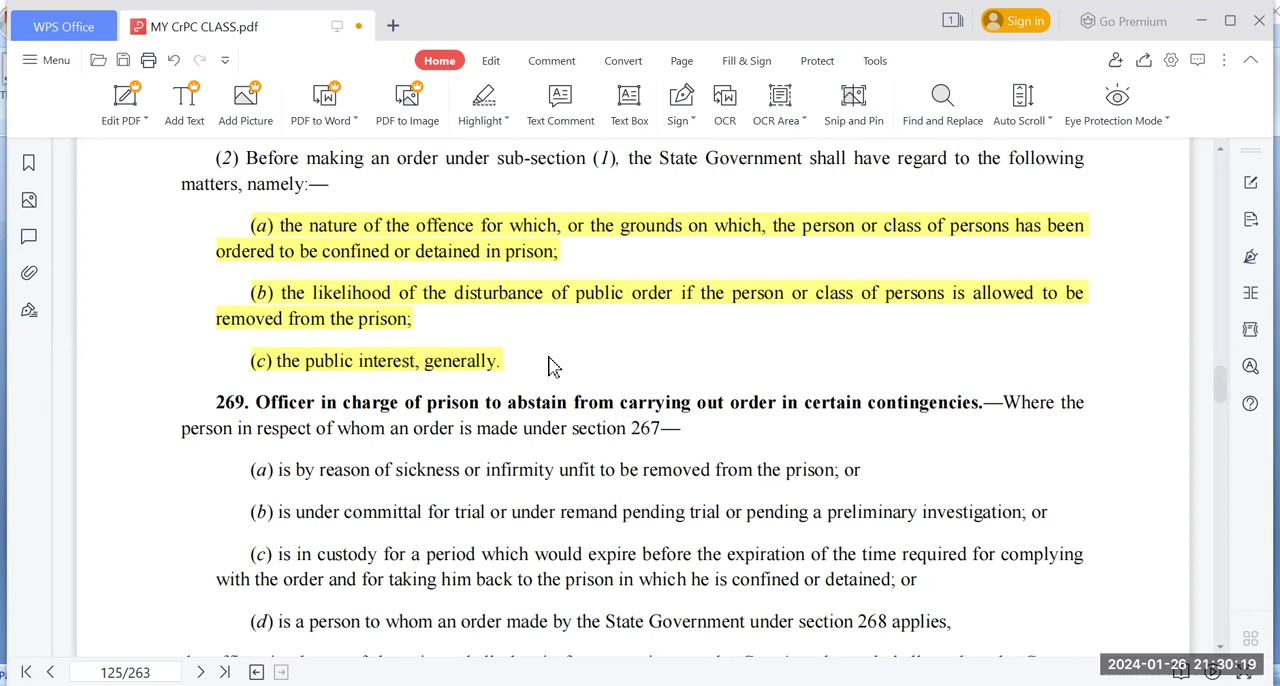 WPS Office
MY CrPC CLASS.pdf
1
Sign in
Go Premium
Menu
Home
Edit
Comment
Convert
Page
Fill & Sign
Protect
Tools
Edit PDF
Add Text
Add Picture
PDF to Word
PDF to Image
Highlight
Text Comment
Text Box
Sign
OCR
OCR Area
Snip and Pin
Find and Replace
Auto Scroll
Eye Protection Mode
(2) Before making an order under sub-section (1), the State Government shall have regard to the following
matters, namely:—
(a) the nature of the offence for which, or the grounds on which, the person or class of persons has been
ordered to be confined or detained in prison;
(b) the likelihood of the disturbance of public order if the person or class of persons is allowed to be
removed from the prison;
(c) the public interest, generally.
269. Officer in charge of prison to abstain from carrying out order in certain contingencies.—Where the
person in respect of whom an order is made under section 267—
(a) is by reason of sickness or infirmity unfit to be removed from the prison; or
(b) is under committal for trial or under remand pending trial or pending a preliminary investigation; or
(c) is in custody for a period which would expire before the expiration of the time required for complying
with the order and for taking him back to the prison in which he is confined or detained; or
(d) is a person to whom an order made by the State Government under section 268 applies,
125/263
2024-01-26 21:30:19